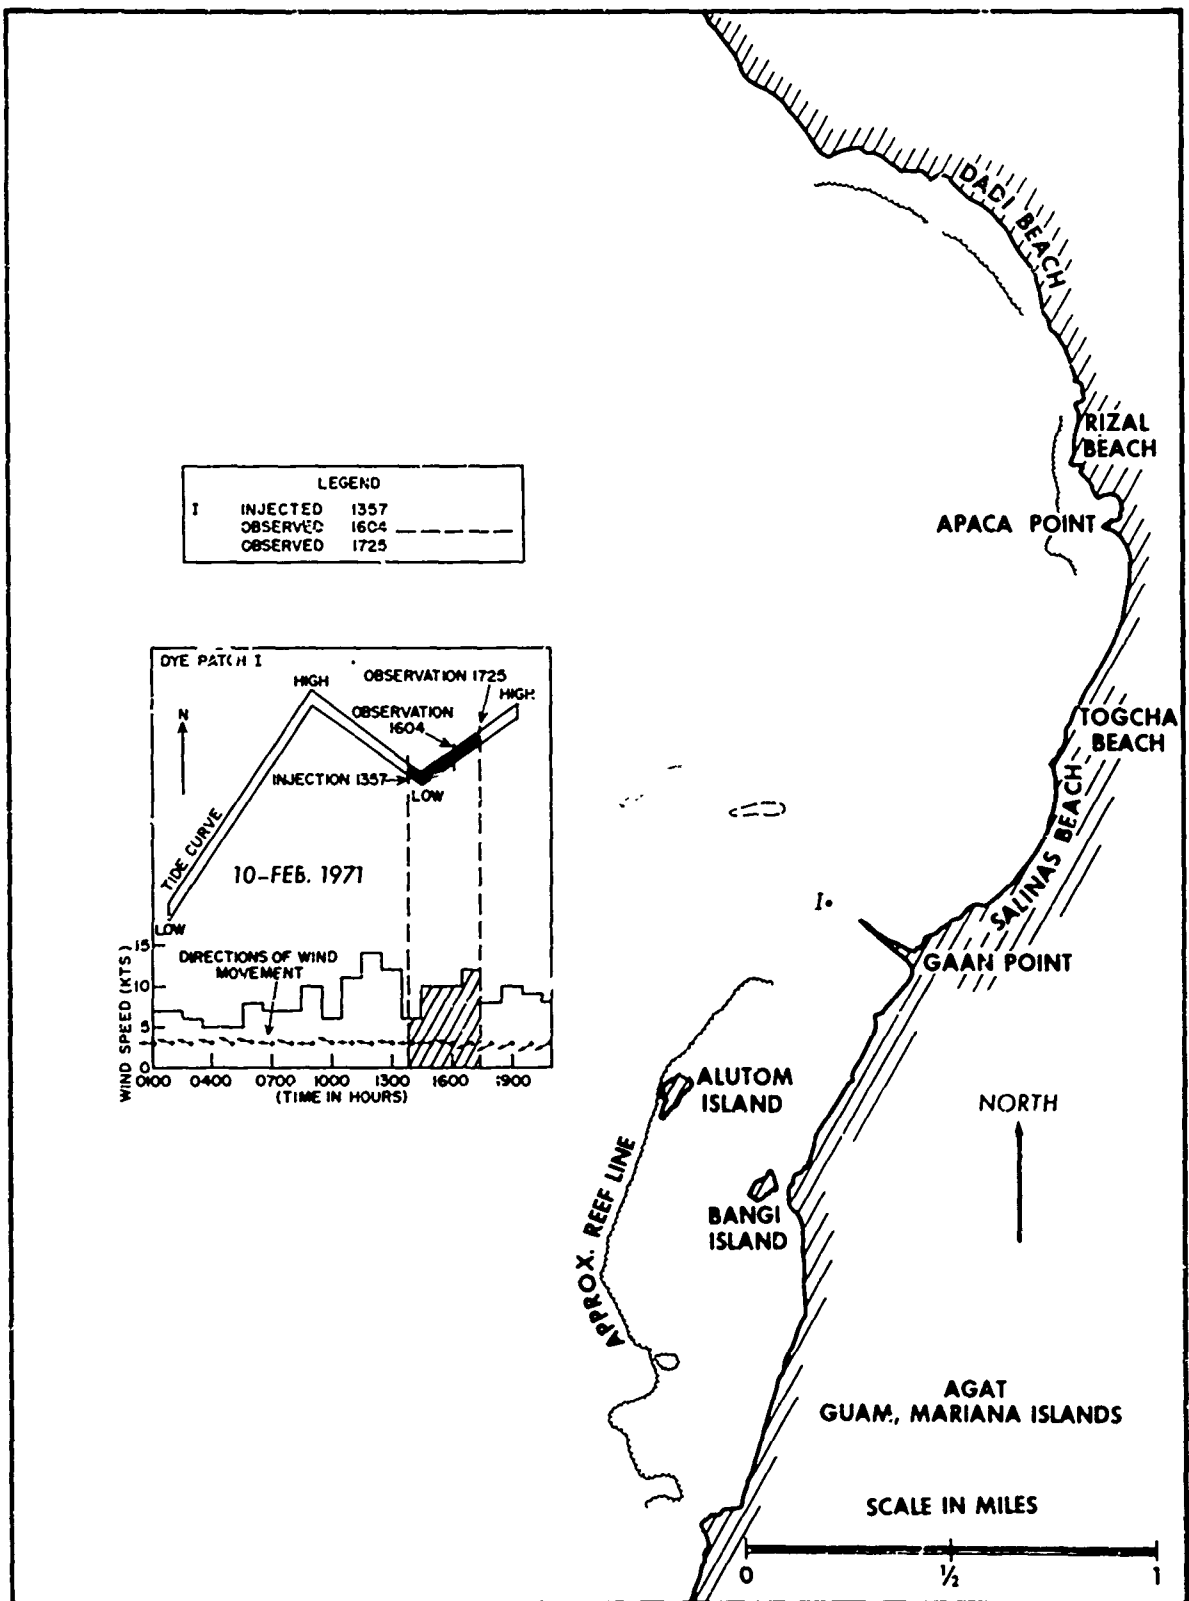 DADI BEACH
RIZAL
BEACH
APACA POINT
LEGEND
I INJECTED 1357
OBSERVED 1604
OBSERVED 1725
DYE PATCH I
HIGH
OBSERVATION 1725
HIGH
N
OBSERVATION
1604
INJECTION 1357
LOW
TIDE CURVE
10-FEB. 1971
LOW
TOGCHA
BEACH
SALINAS BEACH
I
GAAN POINT
WIND SPEED (KTS)
15
10
5
0
DIRECTIONS OF WIND
MOVEMENT
0100 0400 0700 1000 1300 1600 1900
(TIME IN HOURS)
ALUTOM
ISLAND
NORTH
APPROX. REEF LINE
BANGI
ISLAND
AGAT
GUAM, MARIANA ISLANDS
SCALE IN MILES
0 ½ 1